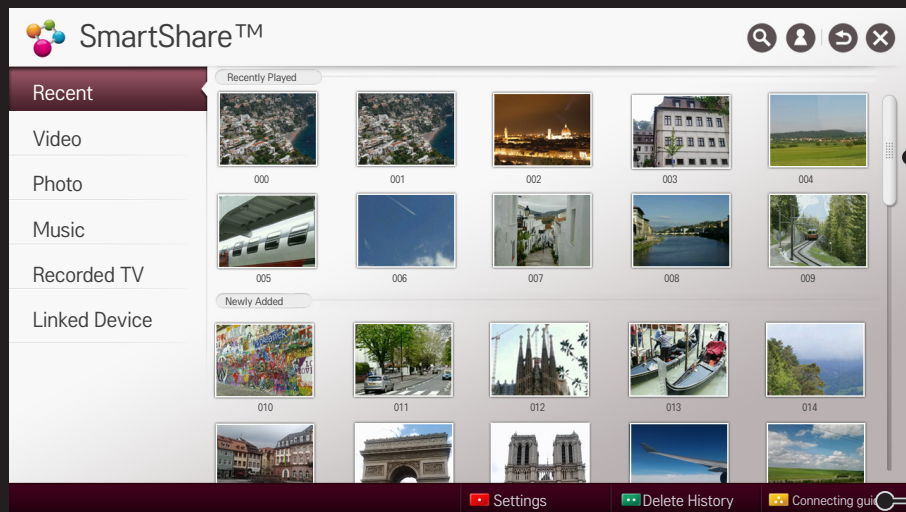 SmartShare™
Recent
Video
Photo
Music
Recorded TV
Linked Device
Recently Played
000 001 002 003 004
005 006 007 008 009
Newly Added
010 011 012 013 014
Settings
Delete History
Connecting